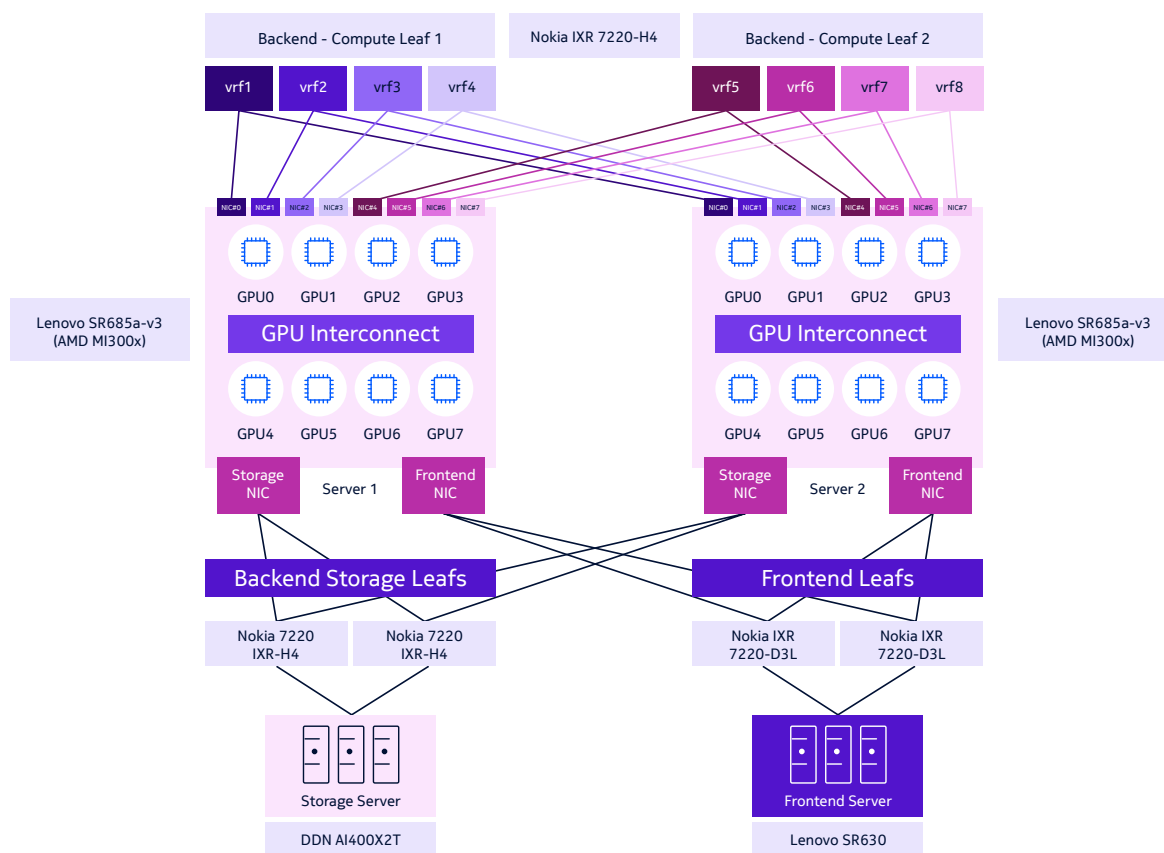 Backend - Compute Leaf 1
Nokia IXR 7220-H4
Backend - Compute Leaf 2
vrf1
vrf2
vrf3
vrf4
vrf5
vrf6
vrf7
vrf8
NIC#0
NIC#1
NIC#2
NIC#3
NIC#4
NIC#5
NIC#6
NIC#7
NIC#0
NIC#1
NIC#2
NIC#3
NIC#4
NIC#5
NIC#6
NIC#7
GPU0
GPU1
GPU2
GPU3
GPU0
GPU1
GPU2
GPU3
Lenovo SR685a-v3
(AMD MI300x)
GPU Interconnect
GPU Interconnect
Lenovo SR685a-v3
(AMD MI300x)
GPU4
GPU5
GPU6
GPU7
GPU4
GPU5
GPU6
GPU7
Storage
NIC
Server 1
Frontend
NIC
Storage
NIC
Server 2
Frontend
NIC
Backend Storage Leafs
Frontend Leafs
Nokia 7220
IXR-H4
Nokia 7220
IXR-H4
Nokia IXR
7220-D3L
Nokia IXR
7220-D3L
Storage Server
Frontend Server
DDN AI400X2T
Lenovo SR630